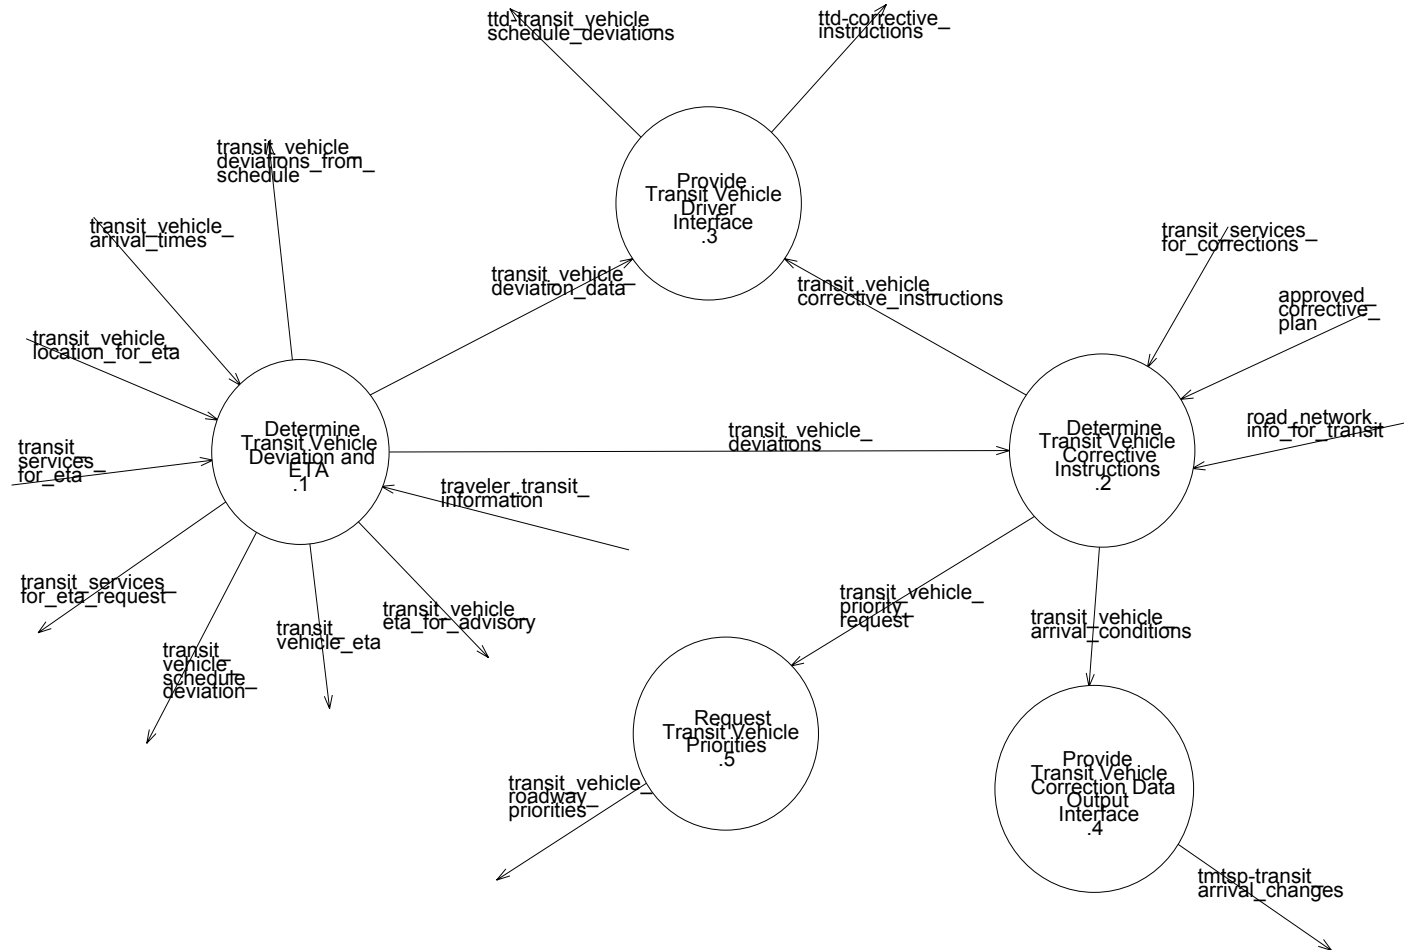 ttd-transit_vehicle_
schedule_deviations
ttd-corrective_
instructions
transit_vehicle_
deviations_from_
schedule
Provide
Transit Vehicle
Driver
Interface
.3
transit_vehicle_
arrival_times
transit_services_
for_corrections
transit_vehicle_
deviation_data
transit_vehicle_
corrective_instructions
approved_
corrective_
plan
transit_vehicle_
location_for_eta
Determine
Transit Vehicle
Deviation and
ETA
.1
transit_vehicle_
deviations
Determine
Transit Vehicle
Corrective
Instructions
.2
road_network_
info_for_transit
transit_
services_
for_eta
traveler_transit_
information
transit_services_
for_eta_request
transit_
vehicle_
schedule_
deviation
transit_
vehicle_eta
transit_vehicle_
eta_for_advisory
transit_vehicle_
priority_
request
transit_vehicle_
arrival_conditions
Request
Transit Vehicle
Priorities
.5
Provide
Transit Vehicle
Correction Data
Output
Interface
.4
transit_vehicle_
roadway_
priorities
tmtsp-transit_
arrival_changes